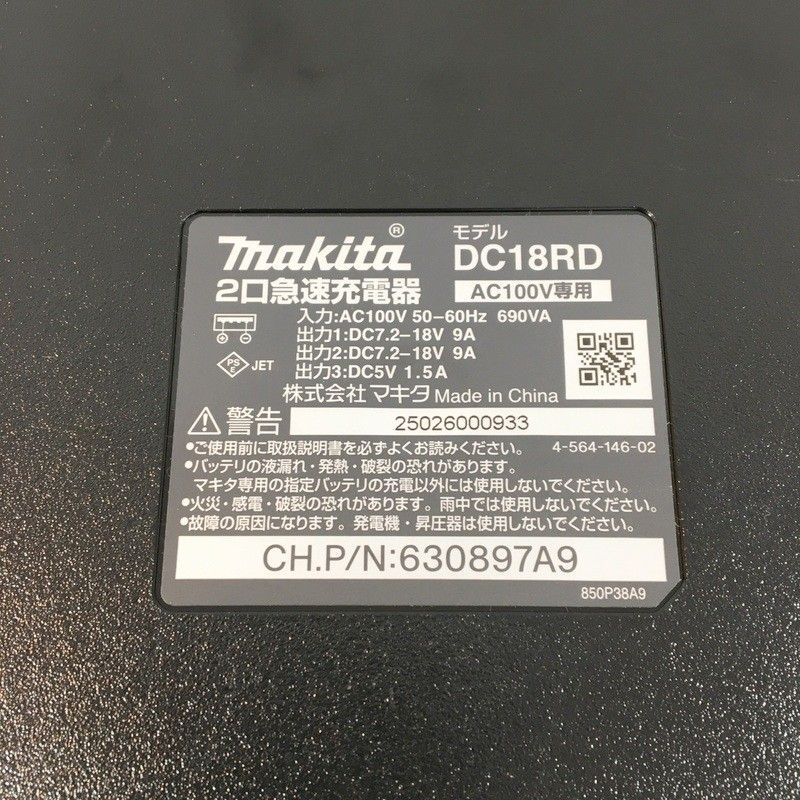 makita®
モデル
DC18RD
2口急速充電器
AC100V専用
入力:AC100V 50-60Hz 690VA
出力1:DC7.2-18V 9A
出力2:DC7.2-18V 9A
出力3:DC5V 1.5A
PS E JET
株式会社マキタ Made in China
警告 25026000933
•ご使用前に取扱説明書を必ずよくお読みください。 4-564-146-02
•バッテリの液漏れ・発熱・破裂の恐れがあります。
マキタ専用の指定バッテリの充電以外には使用しないでください。
•火災・感電・破裂の恐れがあります。雨中では使用しないでください。
•故障の原因になります。発電機・昇圧器は使用しないでください。
CH.P/N:630897A9
850P38A9